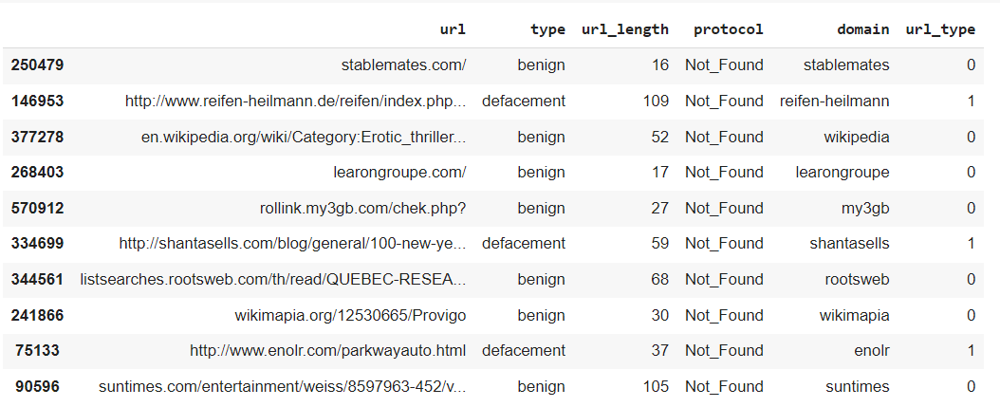 url type url_length protocol domain url_type
250479 stablemates.com/ benign 16 Not_Found stablemates 0
146953 http://www.reifen-heilmann.de/reifen/index.php... defacement 109 Not_Found reifen-heilmann 1
377278 en.wikipedia.org/wiki/Category:Erotic_thriller... benign 52 Not_Found wikipedia 0
268403 learongroupe.com/ benign 17 Not_Found learongroupe 0
570912 rollink.my3gb.com/chek.php? benign 27 Not_Found my3gb 0
334699 http://shantasells.com/blog/general/100-new-ye... defacement 59 Not_Found shantasells 1
344561 listsearches.rootsweb.com/th/read/QUEBEC-RESEA... benign 68 Not_Found rootsweb 0
241866 wikimapia.org/12530665/Provigo benign 30 Not_Found wikimapia 0
75133 http://www.enolr.com/parkwayauto.html defacement 37 Not_Found enolr 1
90596 suntimes.com/entertainment/weiss/8597963-452/v... benign 105 Not_Found suntimes 0